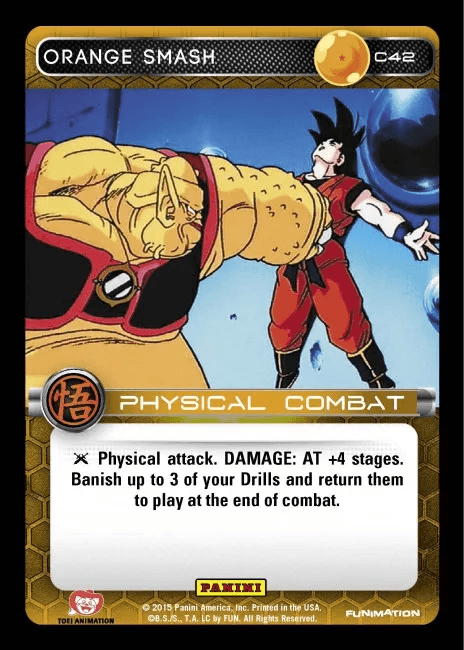 ORANGE SMASH
C42
悟
PHYSICAL COMBAT
Physical attack. DAMAGE: AT +4 stages.
Banish up to 3 of your Drills and return them
to play at the end of combat.
PANINI
TOEI ANIMATION
© 2015 Panini America, Inc. Printed in the USA.
©B.S./S., T.A. LC by FUN. All Rights Reserved.
FUNIMATION